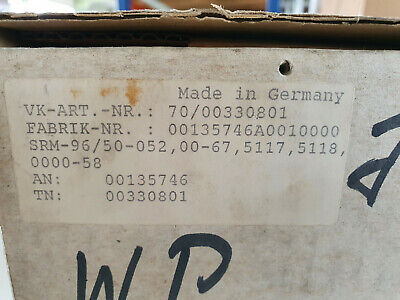 Made in Germany
VK-ART.-NR.: 70/00330801
FABRIK-NR. : 00135746A0010000
SRM-96/50-052,00-67,5117,5118,
0000-58
AN: 00135746
TN: 00330801
W.P